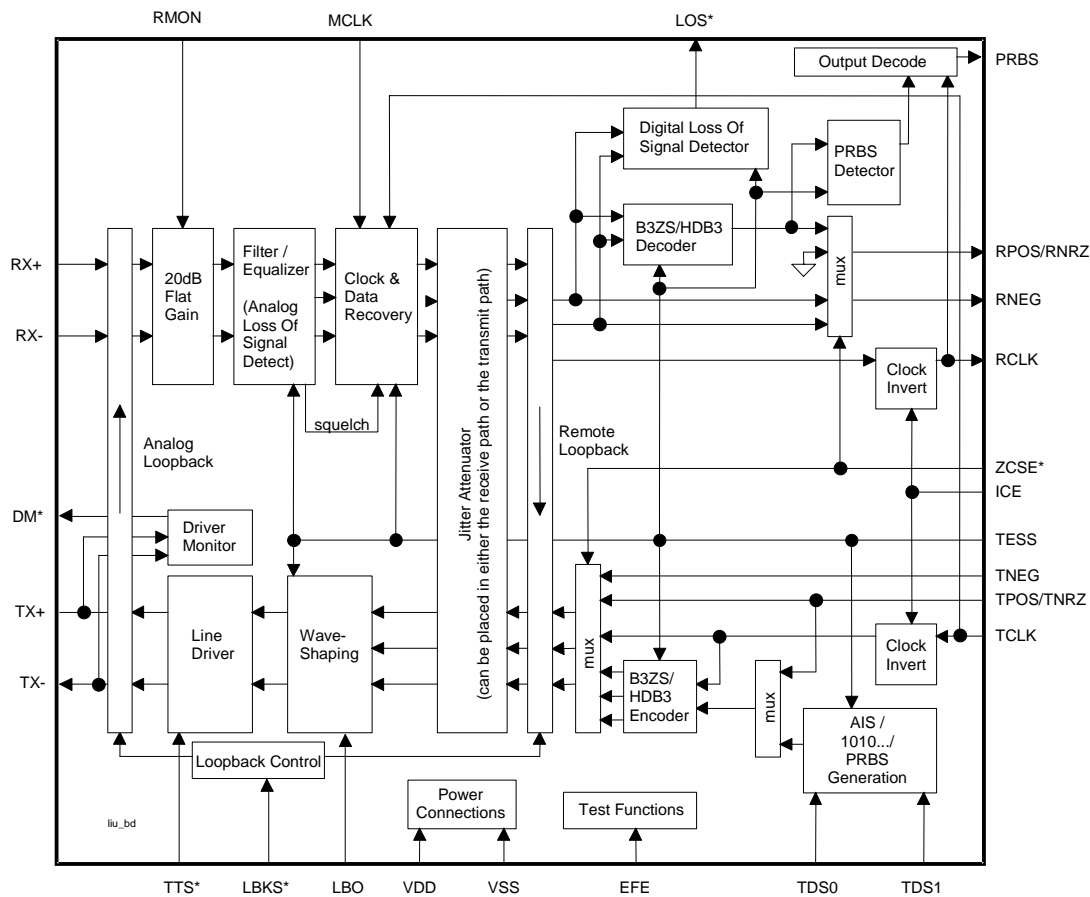 RMON
MCLK
LOS*
Output Decode
PRBS
Digital Loss Of
Signal Detector
PRBS
Detector
B3ZS/HDB3
Decoder
mux
RX+
RX-
20dB
Flat
Gain
Filter /
Equalizer
(Analog
Loss Of
Signal
Detect)
Clock &
Data
Recovery
squelch
RPOS/RNRZ
RNEG
RCLK
Clock
Invert
Analog
Loopback
Jitter Attenuator
(can be placed in either the receive path or the transmit path)
Remote
Loopback
ZCSE*
ICE
TESS
TNEG
TPOS/TNRZ
TCLK
DM*
Driver
Monitor
TX+
TX-
Line
Driver
Wave-
Shaping
mux
B3ZS/
HDB3
Encoder
mux
Clock
Invert
AIS /
1010.../
PRBS
Generation
Loopback Control
Power
Connections
Test Functions
liu_bd
TTS*
LBKS*
LBO
VDD
VSS
EFE
TDS0
TDS1